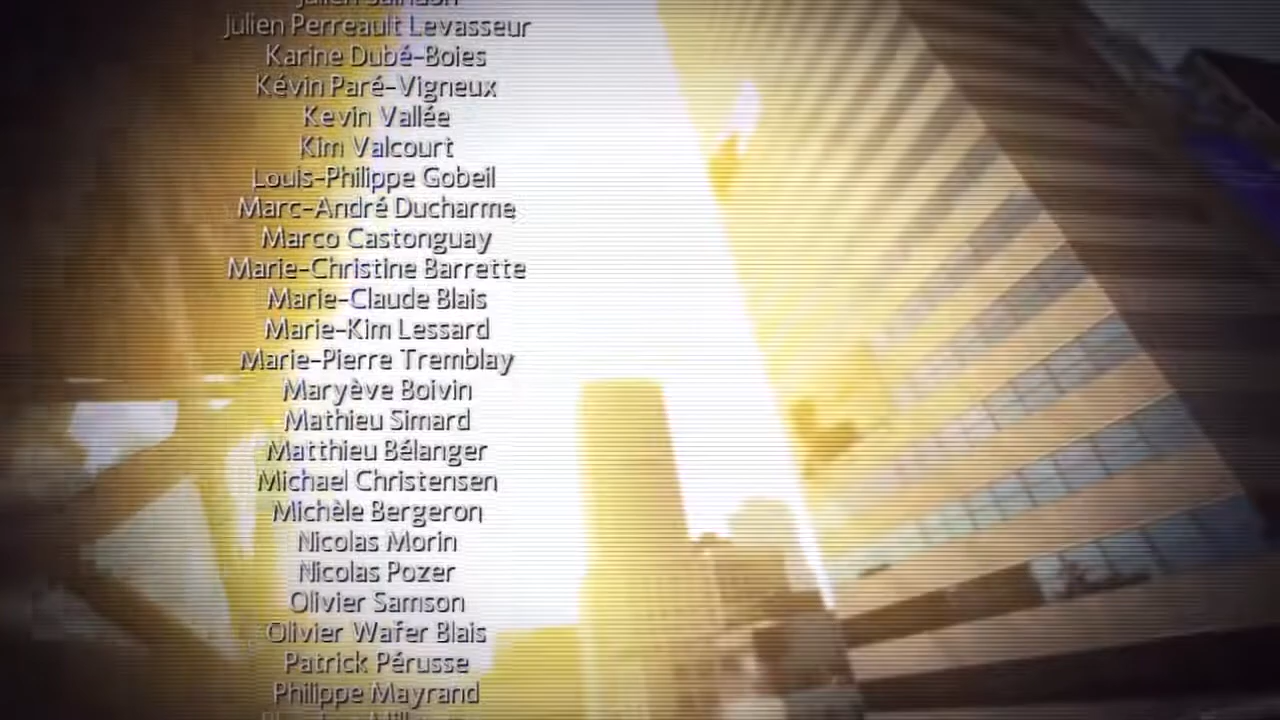 Julien Perreault Levasseur
Karine Dubé-Boies
Kévin Paré-Vigneux
Kevin Vallée
Kim Valcourt
Louis-Philippe Gobeil
Marc-André Ducharme
Marco Castonguay
Marie-Christine Barrette
Marie-Claude Blais
Marie-Kim Lessard
Marie-Pierre Tremblay
Maryève Boivin
Mathieu Simard
Matthieu Bélanger
Michael Christensen
Michèle Bergeron
Nicolas Morin
Nicolas Pozer
Olivier Samson
Olivier Wafer Blais
Patrick Pérusse
Philippe Mayrand